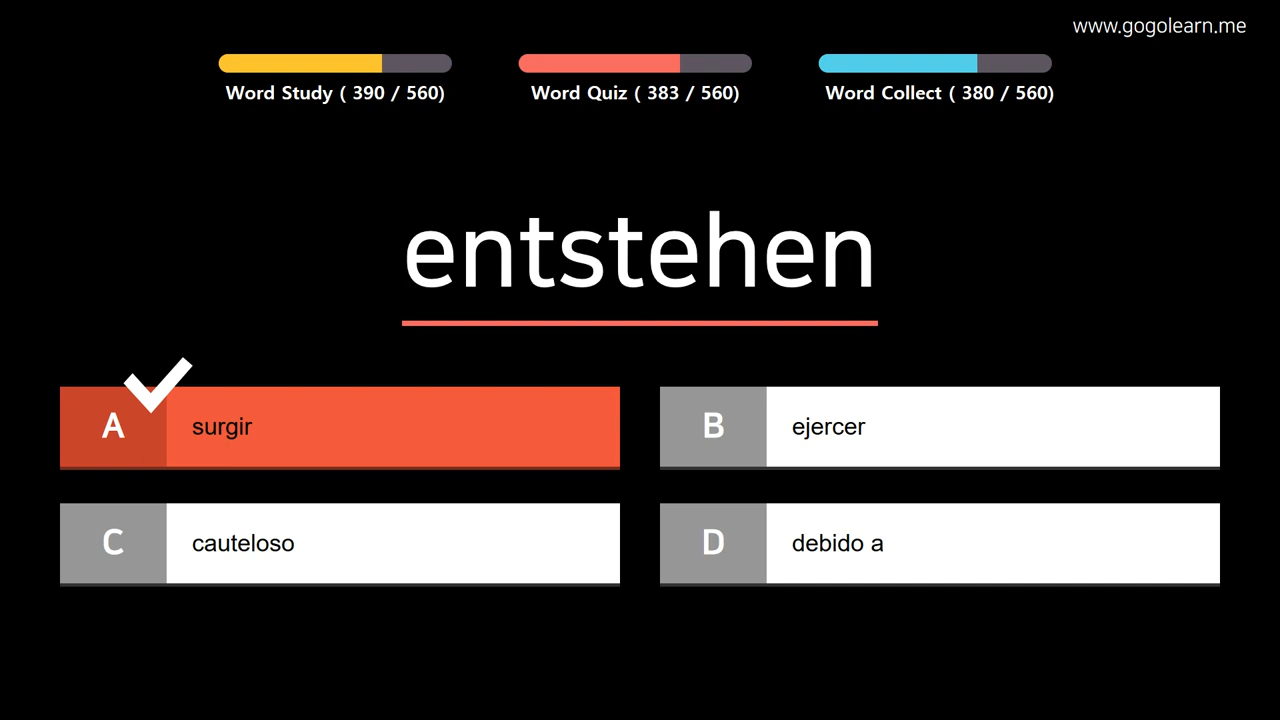 www.gogolearn.me
Word Study ( 390 / 560)
Word Quiz ( 383 / 560)
Word Collect ( 380 / 560)
entstehen
A surgir
B ejercer
C cauteloso
D debido a